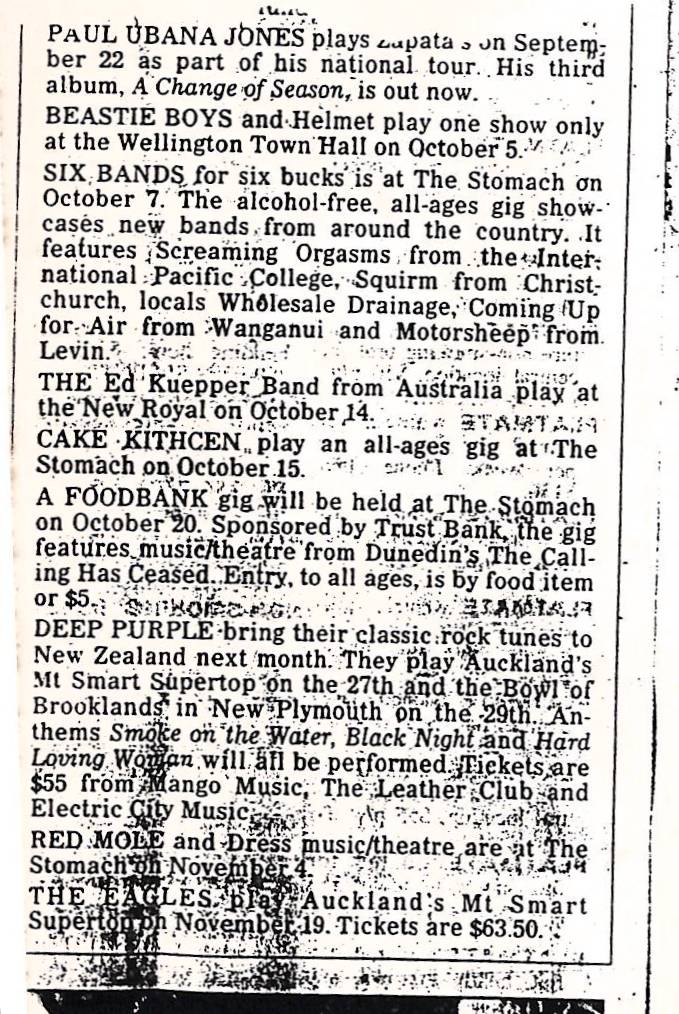 PAUL UBANA JONES plays Zapata's on Septem-
ber 22 as part of his national tour. His third
album, A Change of Season, is out now.
BEASTIE BOYS and Helmet play one show only
at the Wellington Town Hall on October 5.
SIX BANDS for six bucks is at The Stomach on
October 7. The alcohol-free, all-ages gig show-
cases new bands from around the country. It
features Screaming Orgasms from the Inter-
national Pacific College, Squirm from Christ-
church, locals Wholesale Drainage, Coming Up
for Air from Wanganui and Motorsheep from
Levin.
THE Ed Kuepper Band from Australia play at
the New Royal on October 14.
CAKE KITHCEN play an all-ages gig at The
Stomach on October 15.
A FOODBANK gig will be held at The Stomach
on October 20. Sponsored by Trust Bank, the gig
features music/theatre from Dunedin's The Call-
ing Has Ceased. Entry, to all ages, is by food item
or $5.
DEEP PURPLE bring their classic rock tunes to
New Zealand next month. They play Auckland's
Mt Smart Supertop on the 27th and the Bowl of
Brooklands in New Plymouth on the 29th. An-
thems Smoke on the Water, Black Night and Hard
Loving Woman will all be performed. Tickets are
$55 from Mango Music, The Leather Club and
Electric City Music.
RED MOLE and Dress music/theatre are at The
Stomach on November 4.
THE EAGLES play Auckland's Mt Smart
Supertop on November 19. Tickets are $63.50.